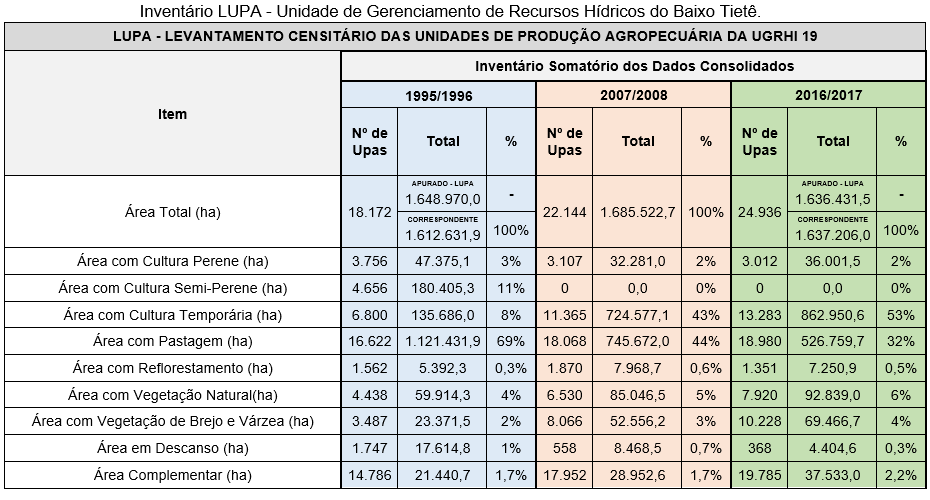 Inventário LUPA - Unidade de Gerenciamento de Recursos Hídricos do Baixo Tietê.
LUPA - LEVANTAMENTO CENSITÁRIO DAS UNIDADES DE PRODUÇÃO AGROPECUÁRIA DA UGRHI 19
Item
Inventário Somatório dos Dados Consolidados
1995/1996 2007/2008 2016/2017
Nº de Upas Total % Nº de Upas Total % Nº de Upas Total %
Área Total (ha) 18.172 APURADO - LUPA 1.648.970,0 - CORRESPONDENTE 1.612.631,9 100% 22.144 1.685.522,7 100% 24.936 APURADO - LUPA 1.636.431,5 - CORRESPONDENTE 1.637.206,0 100%
Área com Cultura Perene (ha) 3.756 47.375,1 3% 3.107 32.281,0 2% 3.012 36.001,5 2%
Área com Cultura Semi-Perene (ha) 4.656 180.405,3 11% 0 0,0 0% 0 0,0 0%
Área com Cultura Temporária (ha) 6.800 135.686,0 8% 11.365 724.577,1 43% 13.283 862.950,6 53%
Área com Pastagem (ha) 16.622 1.121.431,9 69% 18.068 745.672,0 44% 18.980 526.759,7 32%
Área com Reflorestamento (ha) 1.562 5.392,3 0.3% 1.870 7.968,7 0,6% 1.351 7.250,9 0,5%
Área com Vegetação Natural(ha) 4.438 59.914,3 4% 6.530 85.046,5 5% 7.920 92.839,0 6%
Área com Vegetação de Brejo e Várzea (ha) 3.487 23.371,5 2% 8.066 52.556,2 3% 10.228 69.466,7 4%
Área em Descanso (ha) 1.747 17.614,8 1% 558 8.468,5 0,7% 368 4.404,6 0,3%
Área Complementar (ha) 14.786 21.440,7 1,7% 17.952 28.952,6 1,7% 19.785 37.533,0 2,2%